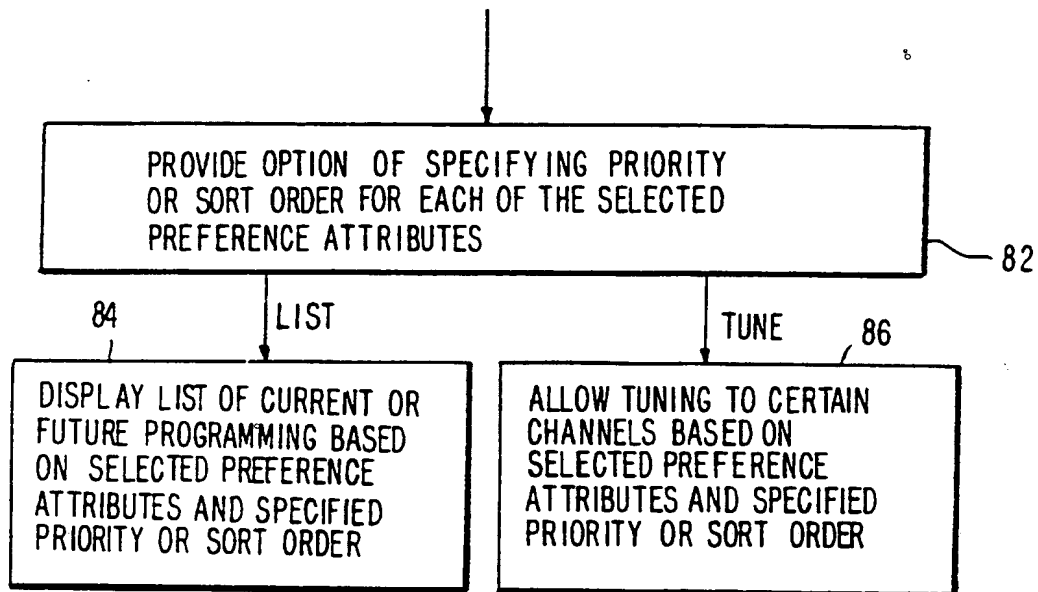 PROVIDE OPTION OF SPECIFYING PRIORITY
OR SORT ORDER FOR EACH OF THE SELECTED
PREFERENCE ATTRIBUTES
82
84
LIST
TUNE
86
DISPLAY LIST OF CURRENT OR
FUTURE PROGRAMMING BASED
ON SELECTED PREFERENCE
ATTRIBUTES AND SPECIFIED
PRIORITY OR SORT ORDER
ALLOW TUNING TO CERTAIN
CHANNELS BASED ON
SELECTED PREFERENCE
ATTRIBUTES AND SPECIFIED
PRIORITY OR SORT ORDER